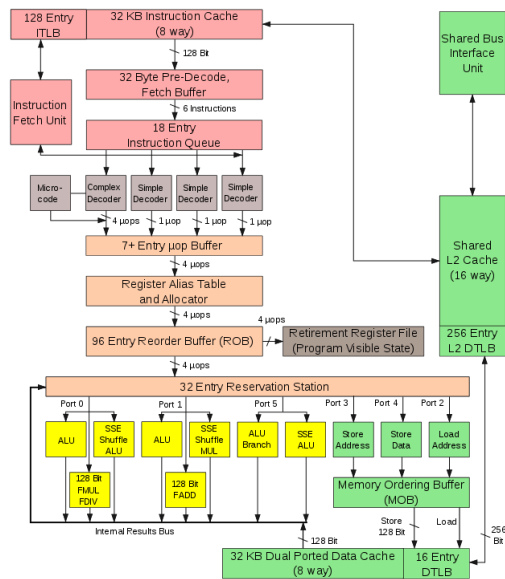 128 Entry
ITLB
32 KB Instruction Cache
(8 way)
128 Bit
32 Byte Pre-Decode,
Fetch Buffer
Instruction
Fetch Unit
6 Instructions
18 Entry
Instruction Queue
Micro-
code
Complex
Decoder
Simple
Decoder
Simple
Decoder
Simple
Decoder
4 µops
1 µop
1 µop
1 µop
7+ Entry µop Buffer
4 µops
Register Alias Table
and Allocator
4 µops
4 µops
96 Entry Reorder Buffer (ROB)
Retirement Register File
(Program Visible State)
4 µops
32 Entry Reservation Station
Port 0
Port 1
Port 5
Port 3
Port 4
Port 2
ALU
SSE
Shuffle
ALU
ALU
SSE
Shuffle
MUL
ALU
Branch
SSE
ALU
Store
Address
Store
Data
Load
Address
128 Bit
FMUL
FDIV
128 Bit
FADD
Memory Ordering Buffer
(MOB)
Internal Results Bus
Store
128 Bit
Load
128 Bit
256
Bit
32 KB Dual Ported Data Cache
(8 way)
16 Entry
DTLB
Shared Bus
Interface
Unit
Shared
L2 Cache
(16 way)
256 Entry
L2 DTLB